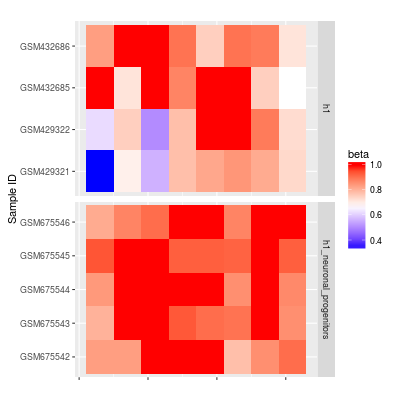 GSM432686
GSM432685
GSM429322
GSM429321
h1
GSM675546
GSM675545
GSM675544
GSM675543
GSM675542
h1_neuronal_progenitors
Sample ID
beta
1.0
0.8
0.6
0.4